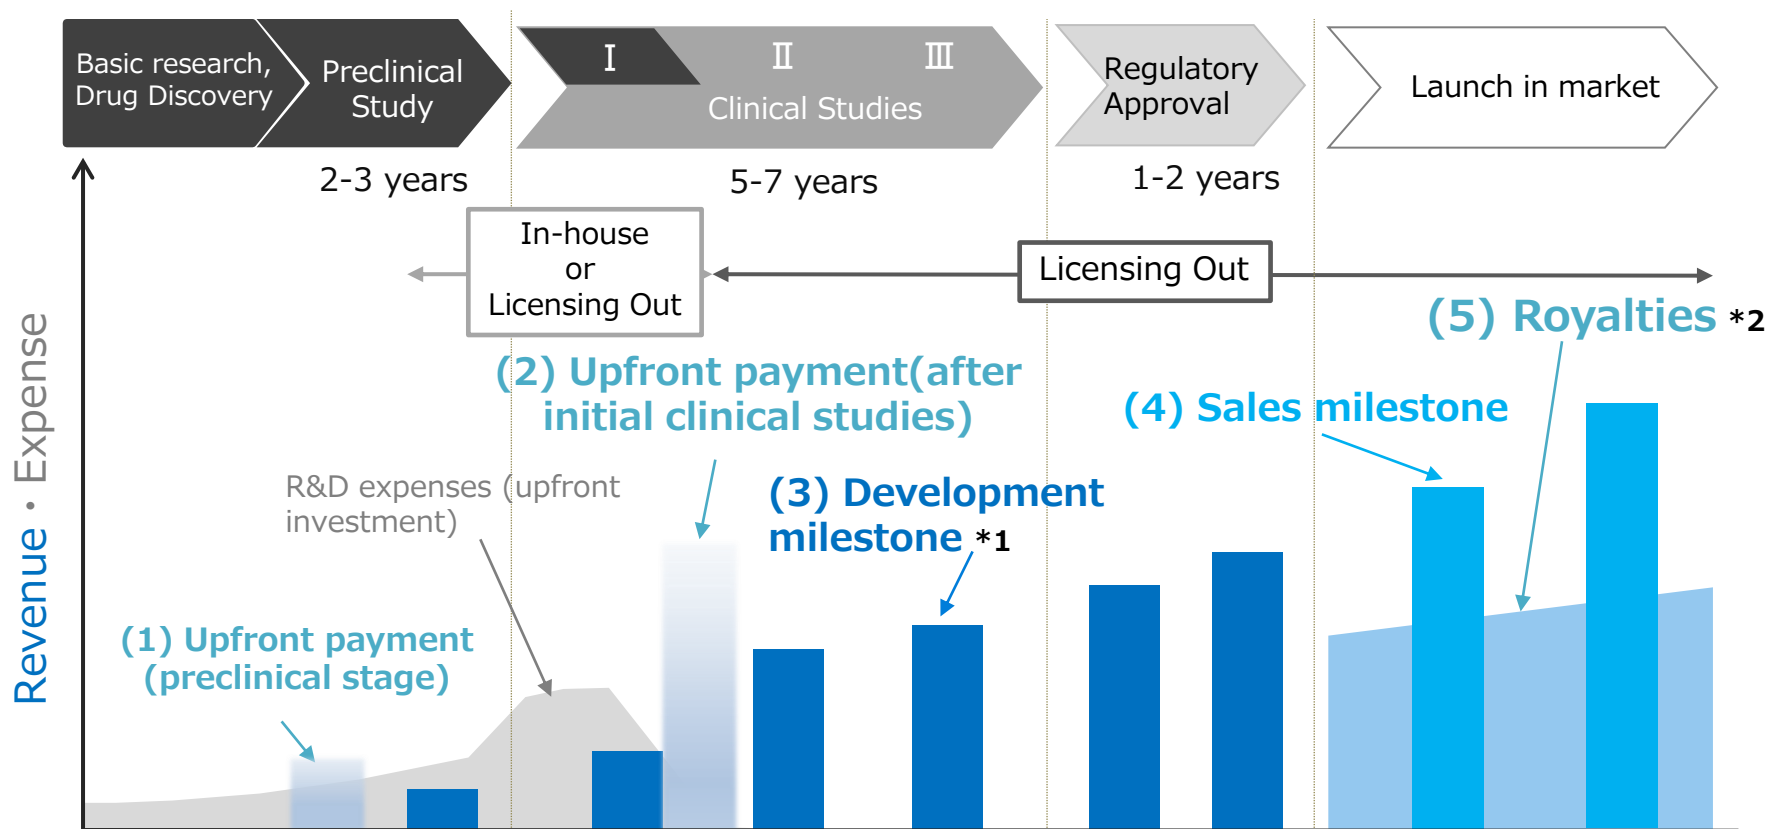 Basic research,
Drug Discovery
Preclinical
Study
Ⅰ
Ⅱ
Ⅲ
Clinical Studies
Regulatory
Approval
Launch in market
2-3 years
5-7 years
1-2 years
In-house
or
Licensing Out
Licensing Out
(5) Royalties *2
(2) Upfront payment(after
initial clinical studies)
(4) Sales milestone
R&D expenses (upfront
investment)
(3) Development
milestone *1
(1) Upfront payment
(preclinical stage)
Revenue・Expense